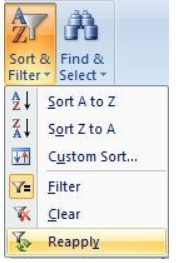 Sort & Find &
Filter Select
Sort A to Z
Sort Z to A
Custom Sort...
Filter
Clear
Reapply